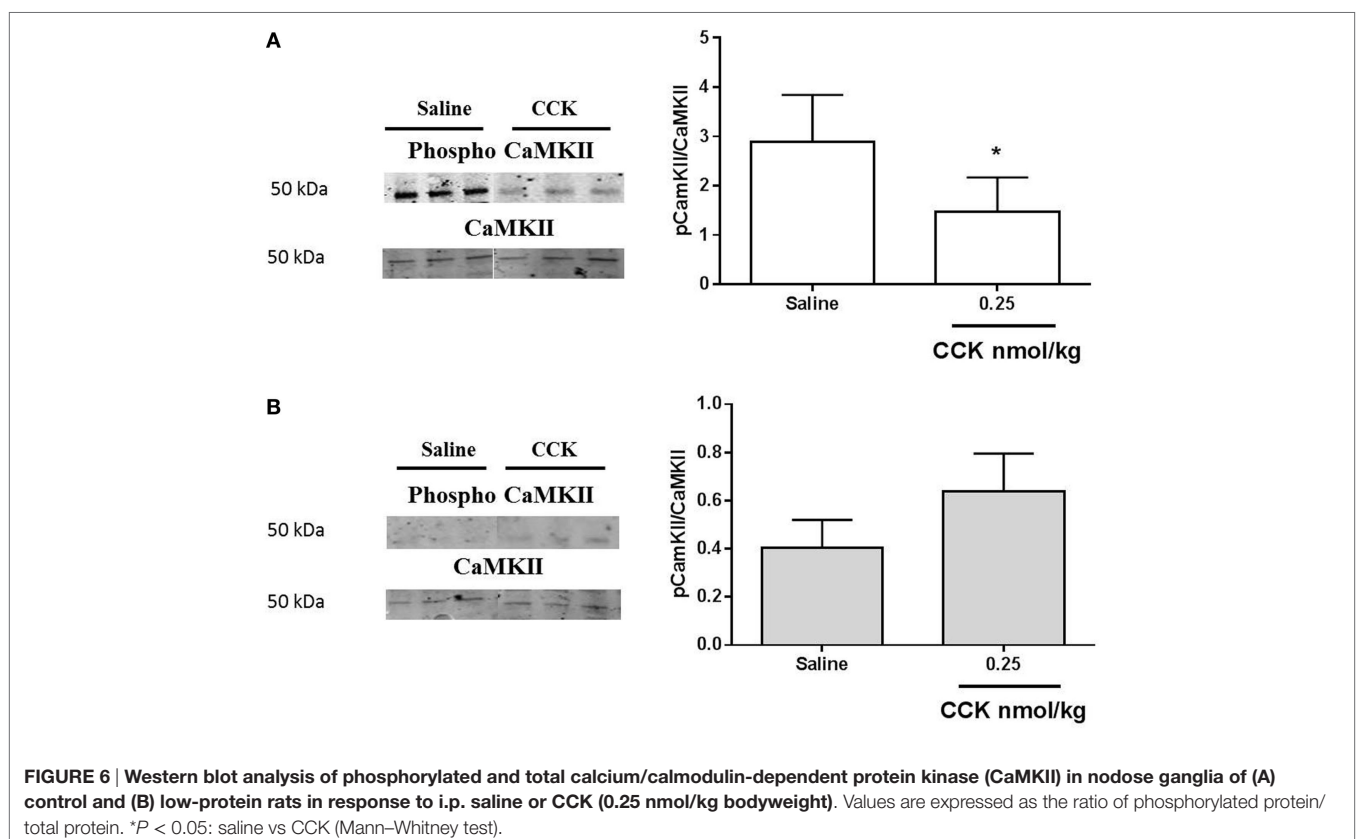 A
Saline CCK
Phospho CaMKII
50 kDa
CaMKII
50 kDa
pCamKII/CaMKII
5
4
3
2
1
0
Saline
0.25
*
CCK nmol/kg
B
Saline CCK
Phospho CaMKII
50 kDa
CaMKII
50 kDa
pCamKII/CaMKII
1.0
0.8
0.6
0.4
0.2
0.0
Saline
0.25
CCK nmol/kg
FIGURE 6 | Western blot analysis of phosphorylated and total calcium/calmodulin-dependent protein kinase (CaMKII) in nodose ganglia of (A)
control and (B) low-protein rats in response to i.p. saline or CCK (0.25 nmol/kg bodyweight). Values are expressed as the ratio of phosphorylated protein/
total protein. *P < 0.05: saline vs CCK (Mann–Whitney test).